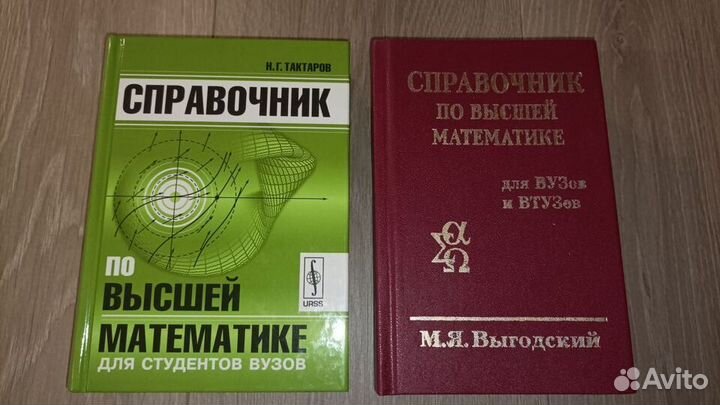 Н. Г. ТАКТАРОВ
СПРАВОЧНИК
ПО
ВЫСШЕЙ
МАТЕМАТИКЕ
ДЛЯ СТУДЕНТОВ ВУЗОВ
URSS
СПРАВОЧНИК
ПО ВЫСШЕЙ
МАТЕМАТИКЕ
для ВУЗов
и ВТУЗов
α
Σ
Ω
М.Я. Выгодский
Avito